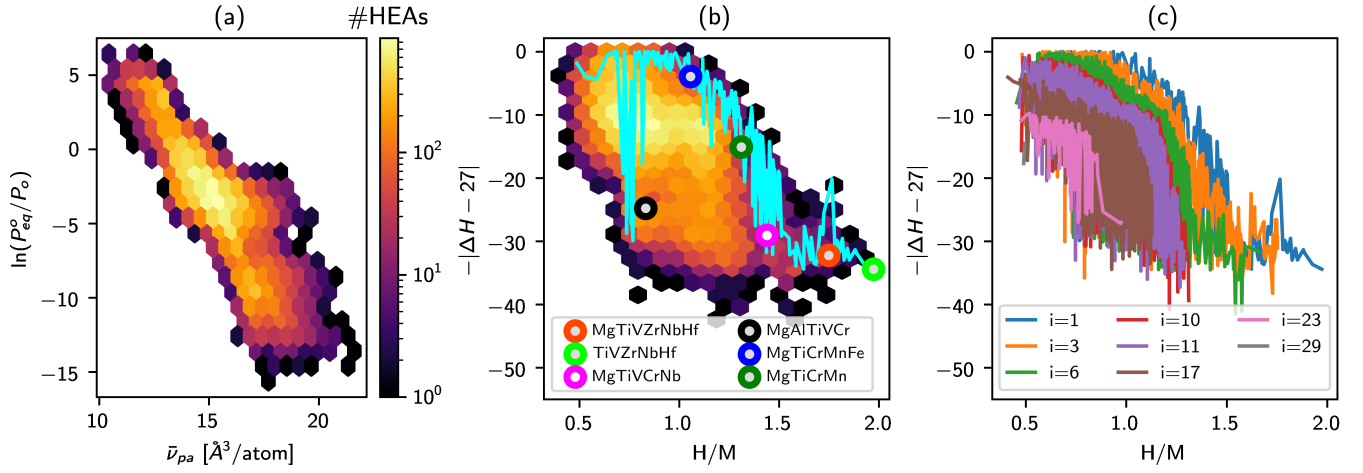 (a)
#HEAs
(b)
(c)
ln(P°eq/Po)
5
0
−5
−10
−15
10
15
20
ν̄pa [Å³/atom]
10²
10¹
10⁰
−|ΔH − 27|
0
−10
−20
−30
−40
−50
MgTiVZrNbHf
TiVZrNbHf
MgTiVCrNb
MgAlTiVCr
MgTiCrMnFe
MgTiCrMn
0.5
1.0
1.5
2.0
H/M
−|ΔH − 27|
0
−10
−20
−30
−40
−50
i=1
i=3
i=6
i=10
i=11
i=17
i=23
i=29
0.5
1.0
1.5
2.0
H/M